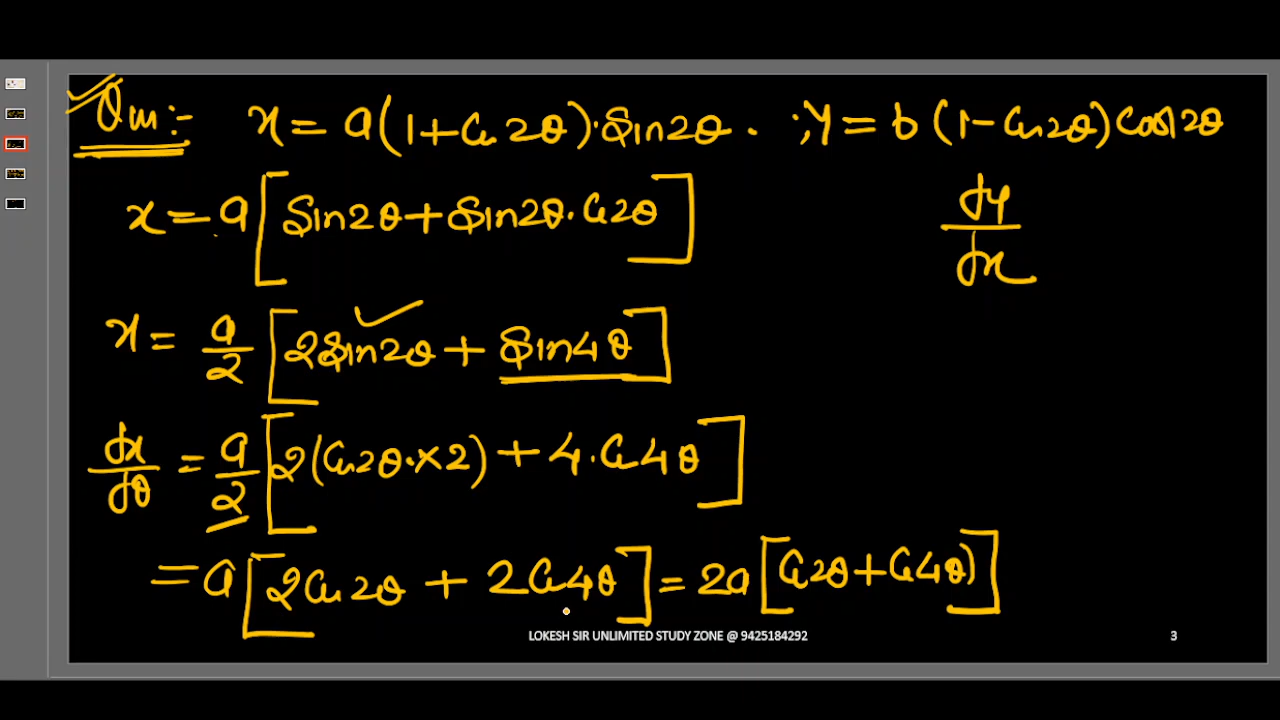 Qm:- x = a(1+Cos2θ)·Sin2θ. ; y = b(1-Cos2θ)Cos2θ
x = a[Sin2θ+Sin2θ·Cos2θ]
dy/dx
x = a/2 [2Sin2θ + Sin4θ]
dx/dθ = a/2 [2(Cos2θ·×2) + 4·Cos4θ]
= a[2Cos2θ + 2Cos4θ] = 2a[Cos2θ+Cos4θ)]
LOKESH SIR UNLIMITED STUDY ZONE @ 9425184292
3